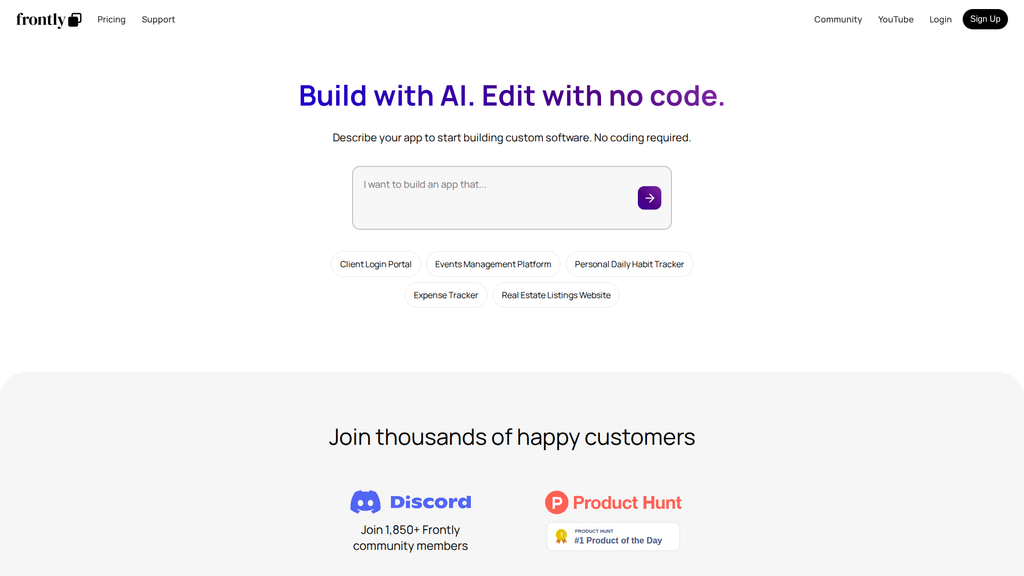 frontly
Pricing
Support
Community
YouTube
Login
Sign Up
Build with AI. Edit with no code.
Describe your app to start building custom software. No coding required.
I want to build an app that...
Client Login Portal
Events Management Platform
Personal Daily Habit Tracker
Expense Tracker
Real Estate Listings Website
Join thousands of happy customers
Discord
Join 1,850+ Frontly
community members
P Product Hunt
1
PRODUCT HUNT
#1 Product of the Day